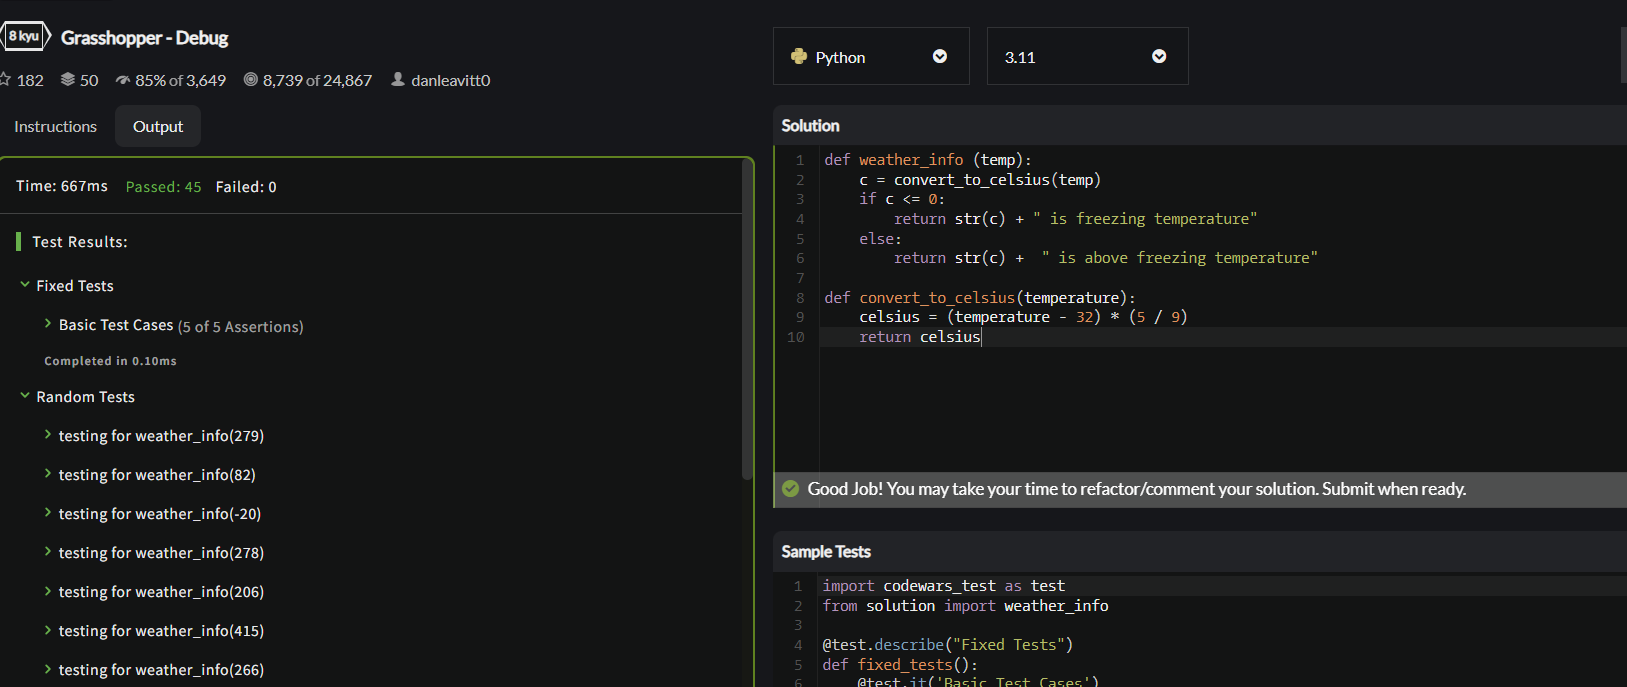 8 kyu Grasshopper - Debug
182 50 85% of 3,649 8,739 of 24,867 danleavitt0
Instructions Output
Time: 667ms Passed: 45 Failed: 0
Test Results:
Fixed Tests
Basic Test Cases (5 of 5 Assertions)
Completed in 0.10ms
Random Tests
testing for weather_info(279)
testing for weather_info(82)
testing for weather_info(-20)
testing for weather_info(278)
testing for weather_info(206)
testing for weather_info(415)
testing for weather_info(266)
Python 3.11
Solution
1 def weather_info (temp):
2     c = convert_to_celsius(temp)
3     if c <= 0:
4         return str(c) + " is freezing temperature"
5     else:
6         return str(c) +  " is above freezing temperature"
7
8 def convert_to_celsius(temperature):
9     celsius = (temperature - 32) * (5 / 9)
10     return celsius
Good Job! You may take your time to refactor/comment your solution. Submit when ready.
Sample Tests
1 import codewars_test as test
2 from solution import weather_info
3
4 @test.describe("Fixed Tests")
5 def fixed_tests():
6     @test.it('Basic Test Cases')